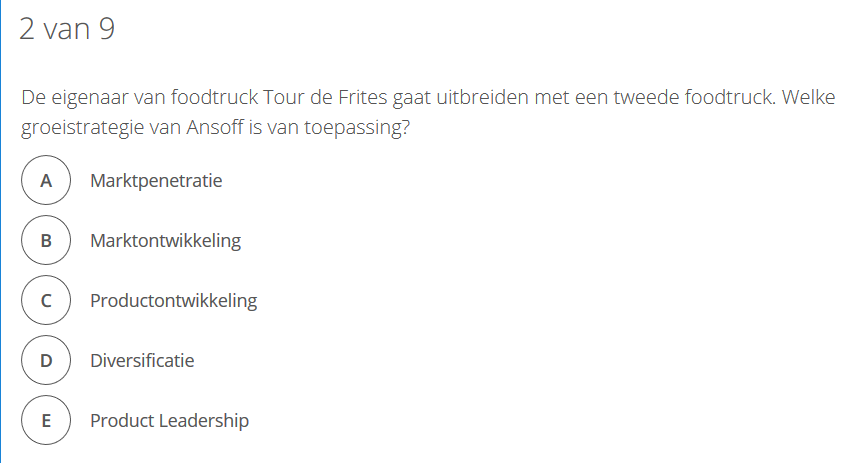 2 van 9
De eigenaar van foodtruck Tour de Frites gaat uitbreiden met een tweede foodtruck. Welke
groeistrategie van Ansoff is van toepassing?
A Marktpenetratie
B Marktontwikkeling
C Productontwikkeling
D Diversificatie
E Product Leadership